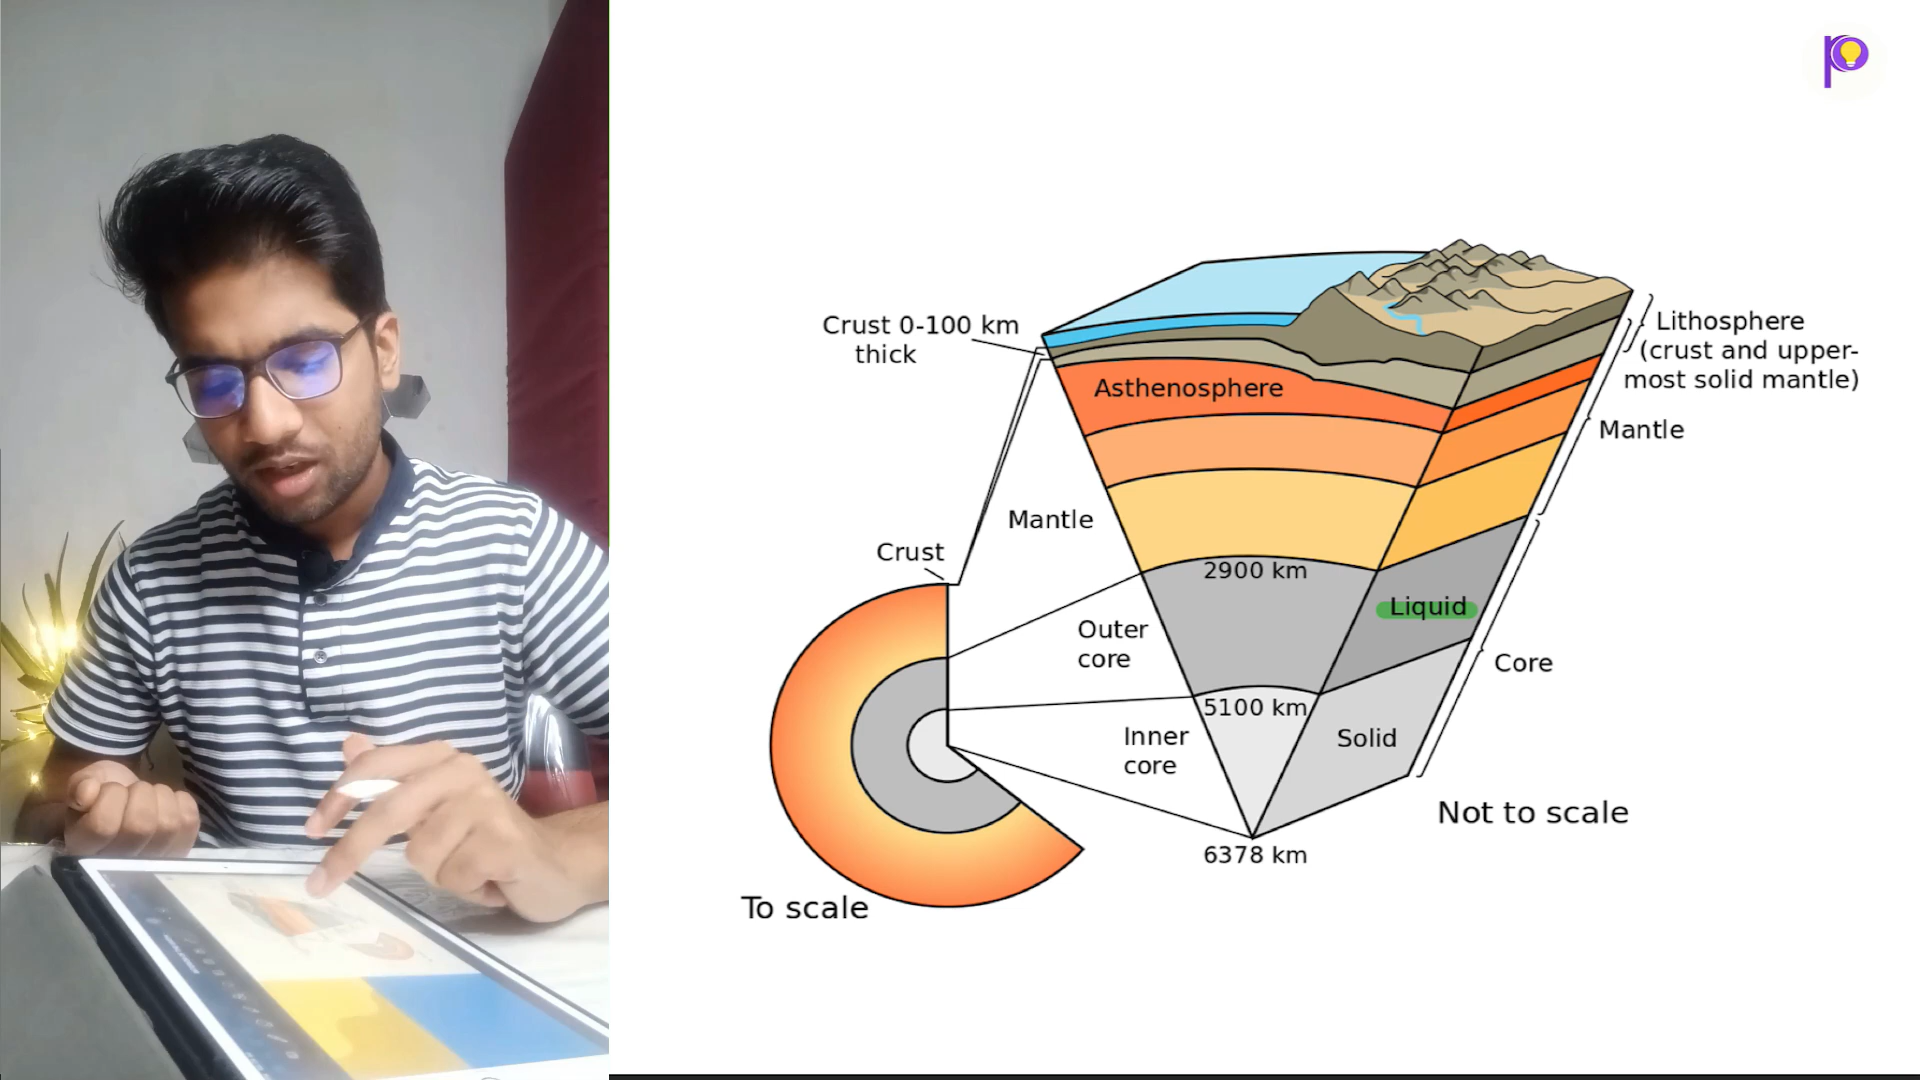 Crust 0-100 km
thick
Lithosphere
(crust and upper-
most solid mantle)
Asthenosphere
Mantle
Mantle
Crust
2900 km
Liquid
Outer
core
Core
5100 km
Inner
core
Solid
Not to scale
6378 km
To scale